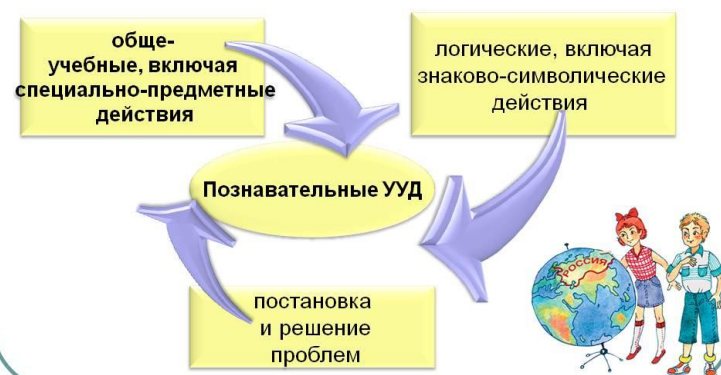 обще-
учебные, включая
специально-предметные
действия
логические, включая
знаково-символические
действия
Познавательные УУД
постановка
и решение
проблем
РОССИЯ